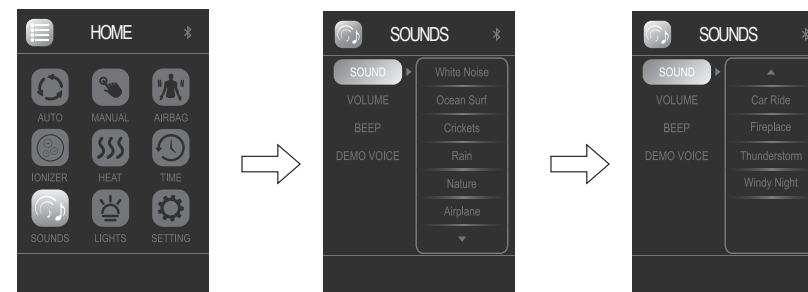 HOME
AUTO MANUAL AIRBAG
IONIZER HEAT TIME
SOUNDS LIGHTS SETTING
SOUNDS
SOUND
VOLUME
BEEP
DEMO VOICE
White Noise
Ocean Surf
Crickets
Rain
Nature
Airplane
SOUNDS
SOUND
VOLUME
BEEP
DEMO VOICE
Car Ride
Fireplace
Thunderstorm
Windy Night